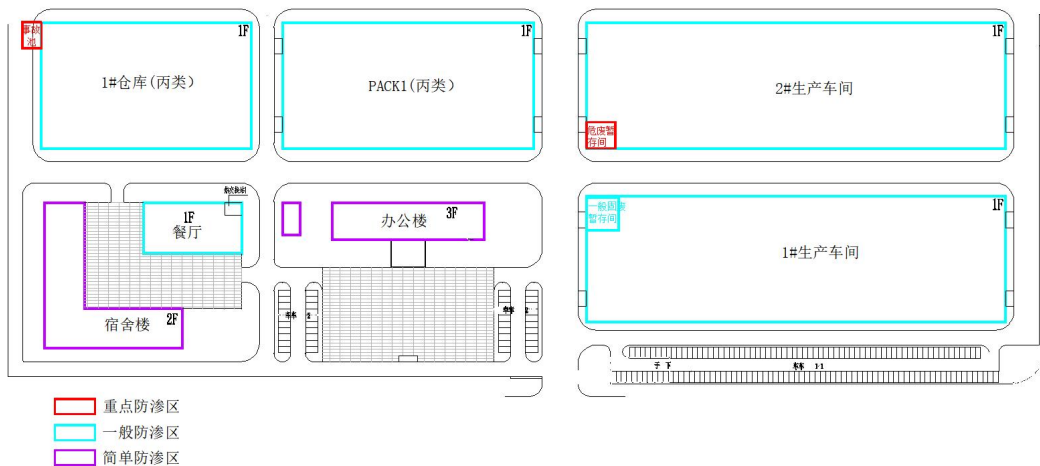 事故
池
1F
1#仓库(丙类)
1F
PACK1(丙类)
1F
2#生产车间
危废暂
存间
1F
餐厅
3F
办公楼
1F
一般固废
暂存间
1#生产车间
2F
宿舍楼
重点防渗区
一般防渗区
简单防渗区